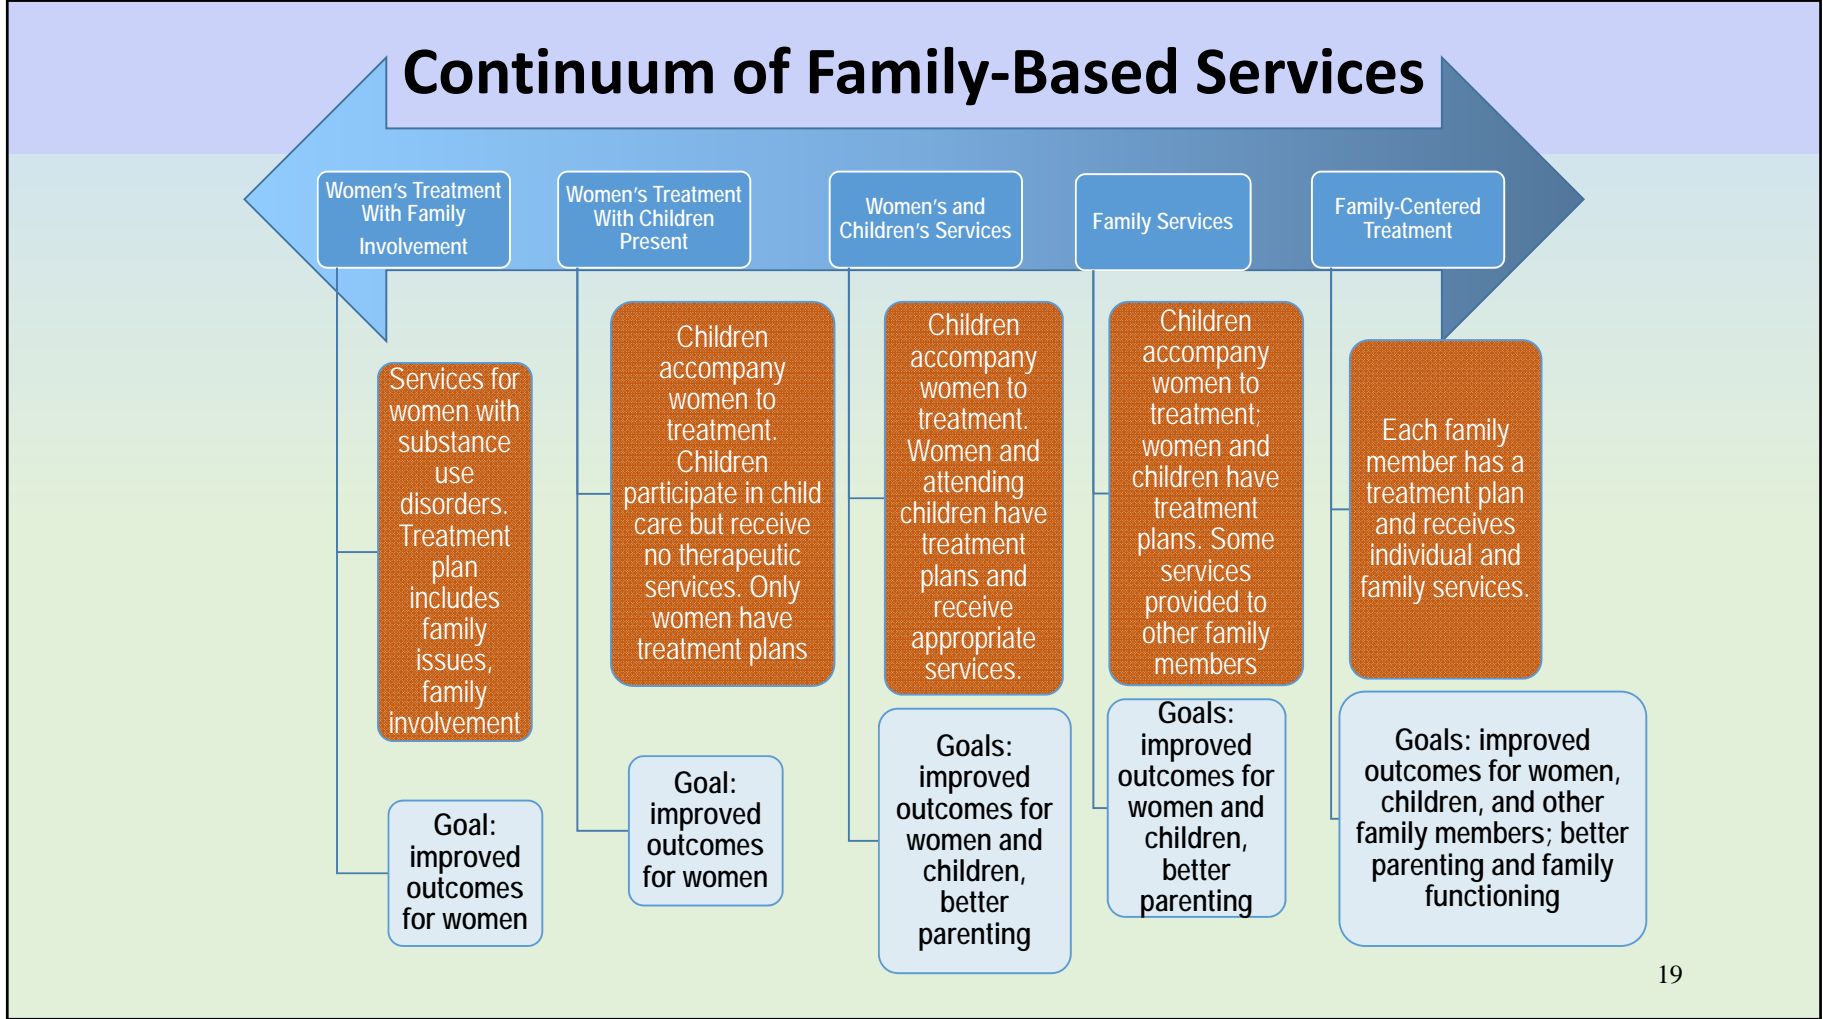 Continuum of Family-Based Services
Women's Treatment
With Family
Involvement
Women's Treatment
With Children
Present
Women's and
Children's Services
Family Services
Family-Centered
Treatment
Services for
women with
substance
use
disorders.
Treatment
plan
includes
family
issues,
family
involvement
Goal:
improved
outcomes
for women
Children
accompany
women to
treatment.
Children
participate in child
care but receive
no therapeutic
services. Only
women have
treatment plans
Goal:
improved
outcomes
for women
Children
accompany
women to
treatment.
Women and
attending
children have
treatment
plans and
receive
appropriate
services.
Goals:
improved
outcomes for
women and
children,
better
parenting
Children
accompany
women to
treatment;
women and
children have
treatment
plans. Some
services
provided to
other family
members
Goals:
improved
outcomes for
women and
children,
better
parenting
Each family
member has a
treatment plan
and receives
individual and
family services.
Goals: improved
outcomes for women,
children, and other
family members; better
parenting and family
functioning
19